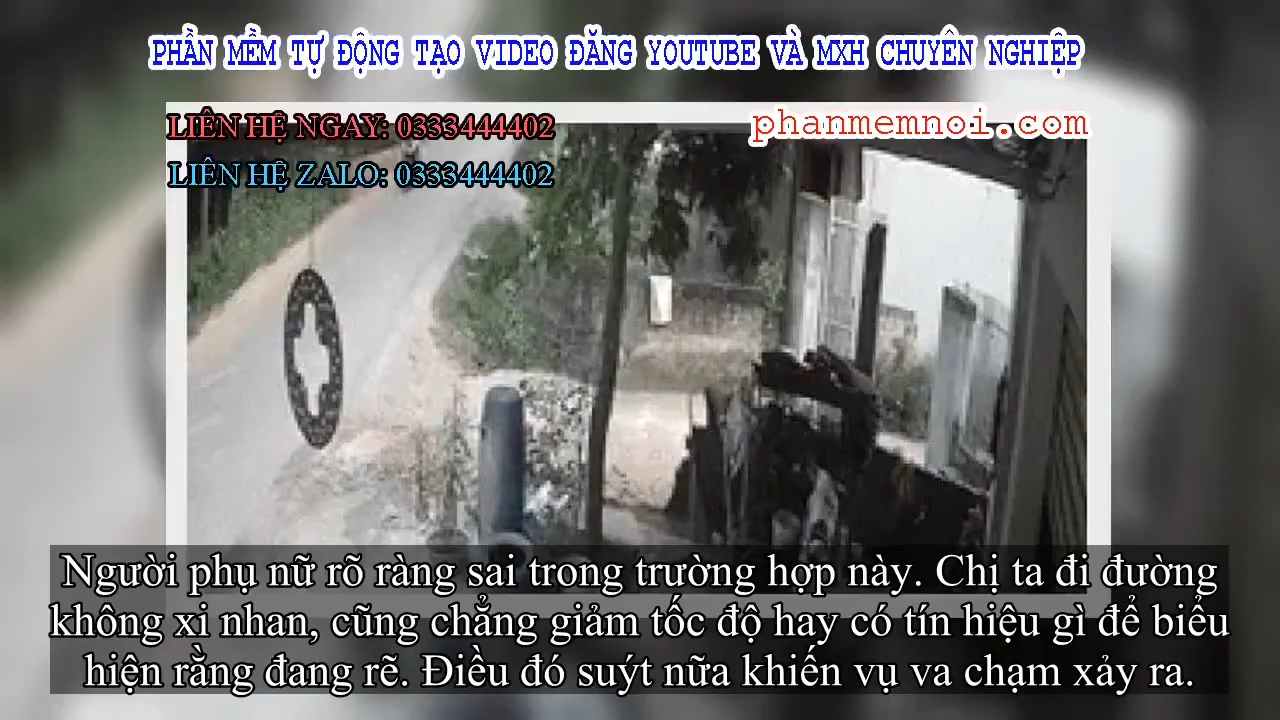 PHẦN MỀM TỰ ĐỘNG TẠO VIDEO ĐĂNG YOUTUBE VÀ MXH CHUYÊN NGHIỆP
LIÊN HỆ NGAY: 0333444402
phanmemnoi.com
LIÊN HỆ ZALO: 0333444402
Người phụ nữ rõ ràng sai trong trường hợp này. Chị ta đi đường
không xi nhan, cũng chẳng giảm tốc độ hay có tín hiệu gì để biểu
hiện rằng đang rẽ. Điều đó suýt nữa khiến vụ va chạm xảy ra.